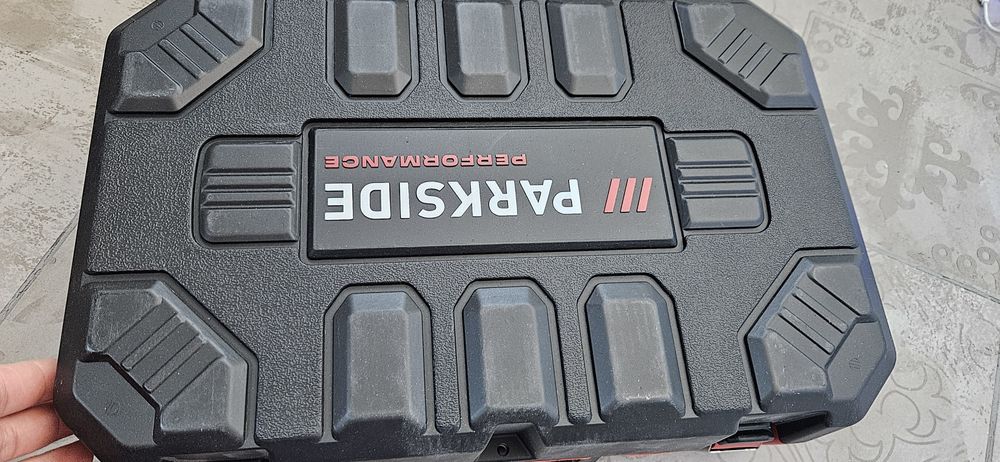 /// PARKSIDE
PERFORMANCE